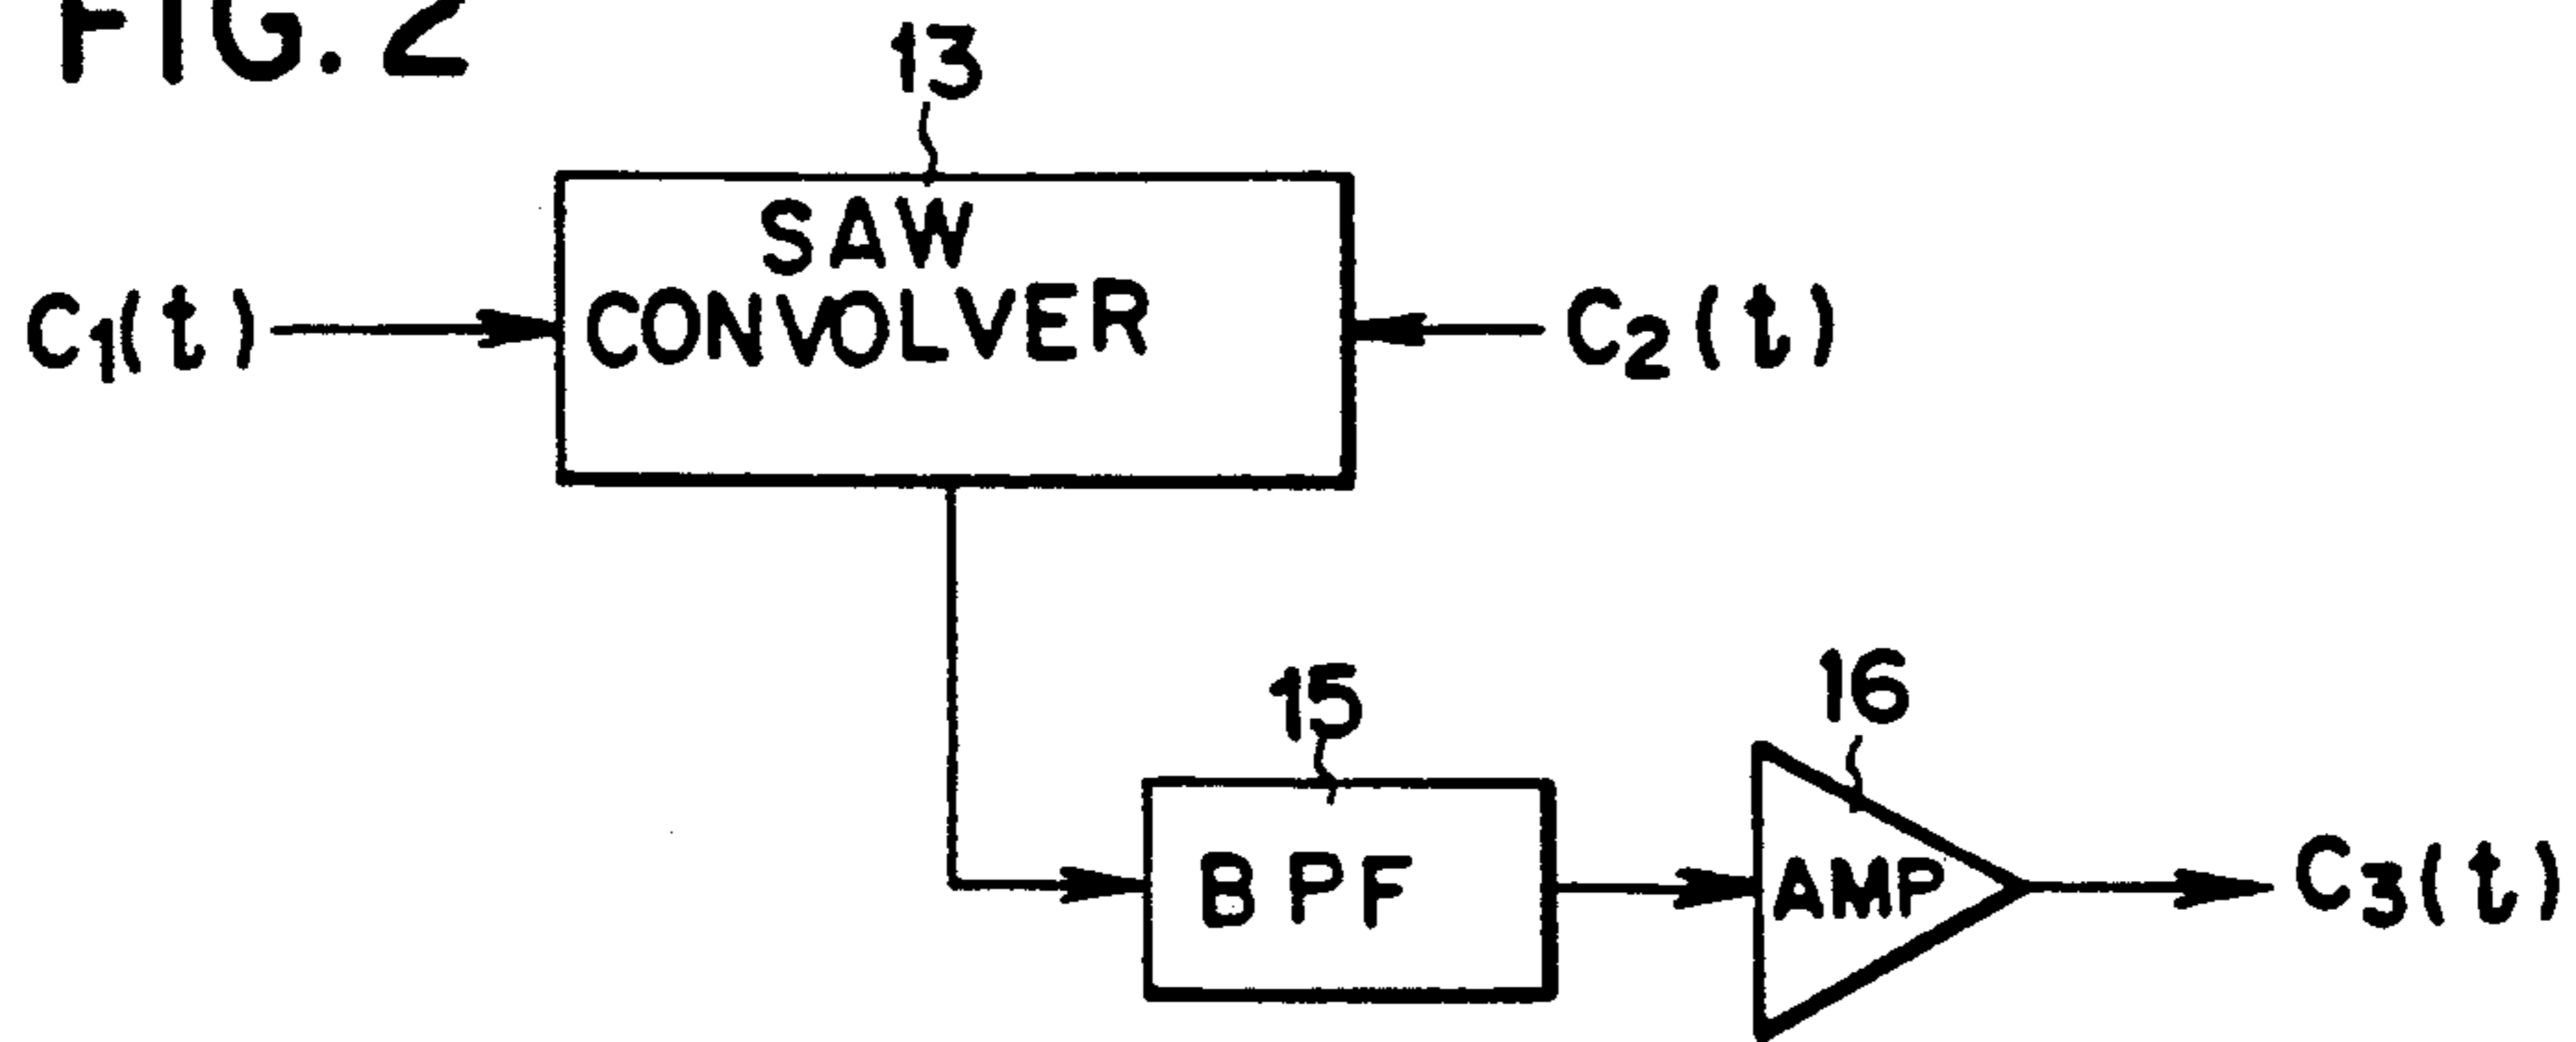 FIG. 2
13
SAW
CONVOLVER
C1(t)
C2(t)
15
16
BPF
AMP
C3(t)